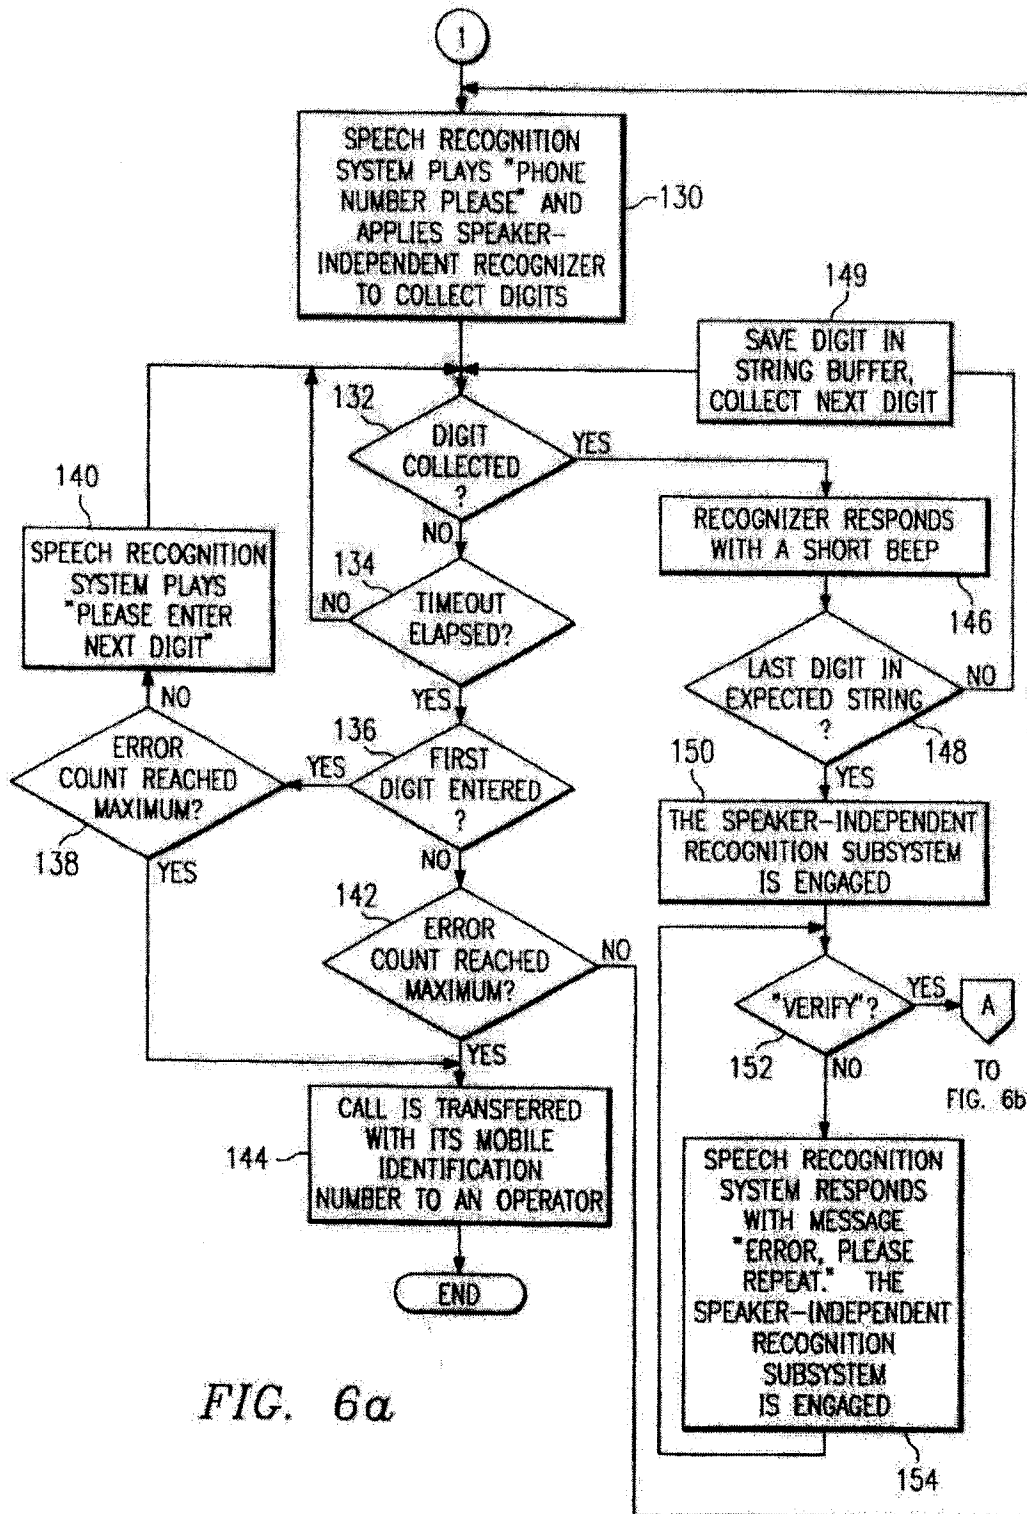 1
SPEECH RECOGNITION
SYSTEM PLAYS "PHONE
NUMBER PLEASE" AND
APPLIES SPEAKER-
INDEPENDENT RECOGNIZER
TO COLLECT DIGITS
130
149
SAVE DIGIT IN
STRING BUFFER,
COLLECT NEXT DIGIT
132
DIGIT
COLLECTED
?
YES
NO
140
SPEECH RECOGNITION
SYSTEM PLAYS
"PLEASE ENTER
NEXT DIGIT"
134
NO
TIMEOUT
ELAPSED?
YES
RECOGNIZER RESPONDS
WITH A SHORT BEEP
146
LAST DIGIT IN
EXPECTED STRING
?
NO
148
YES
NO
ERROR
COUNT REACHED
MAXIMUM?
138
YES
136
YES
FIRST
DIGIT ENTERED
?
NO
150
THE SPEAKER-INDEPENDENT
RECOGNITION SUBSYSTEM
IS ENGAGED
142
ERROR
COUNT REACHED
MAXIMUM?
NO
YES
"VERIFY"?
YES
A
TO
FIG. 6b
152
NO
144
CALL IS TRANSFERRED
WITH ITS MOBILE
IDENTIFICATION
NUMBER TO AN OPERATOR
END
SPEECH RECOGNITION
SYSTEM RESPONDS
WITH MESSAGE
"ERROR, PLEASE
REPEAT." THE
SPEAKER-INDEPENDENT
RECOGNITION
SUBSYSTEM
IS ENGAGED
154
FIG. 6a